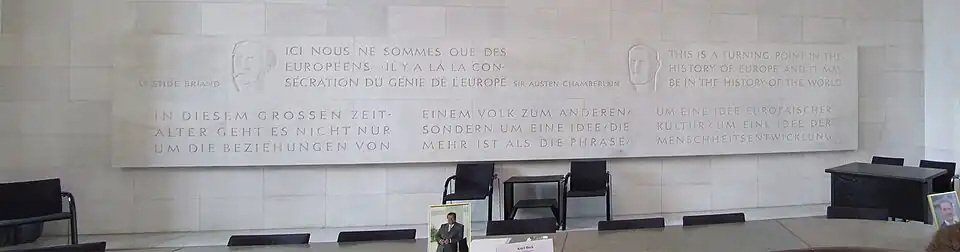 ARISTIDE BRIAND
ICI NOUS NE SOMMES QUE DES
EUROPÉENS · IL Y A LÀ LA CON-
SÉCRATION DU GÉNIE DE L'EUROPE
SIR AUSTEN CHAMBERLAIN
THIS IS A TURNING POINT IN THE
HISTORY OF EUROPE AND IT MAY
BE IN THE HISTORY OF THE WORLD
IN DIESEM GROSSEN ZEIT-
ALTER GEHT ES NICHT NUR
UM DIE BEZIEHUNGEN VON
EINEM VOLK ZUM ANDEREN/
SONDERN UM EINE IDEE/DIE
MEHR IST ALS DIE PHRASE/
UM EINE IDEE EUROPÄISCHER
KULTUR/UM EINE IDEE DER
MENSCHHEITSENTWICKLUNG